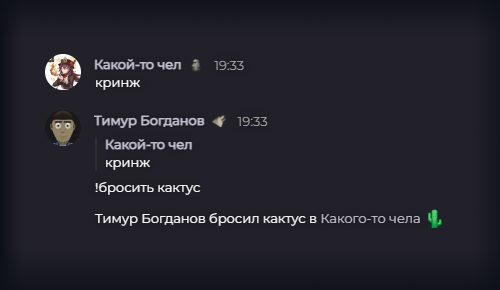 Какой-то чел 19:33
кринж
Тимур Богданов 19:33
Какой-то чел
кринж
!бросить кактус
Тимур Богданов бросил кактус в Какого-то чела 🌵